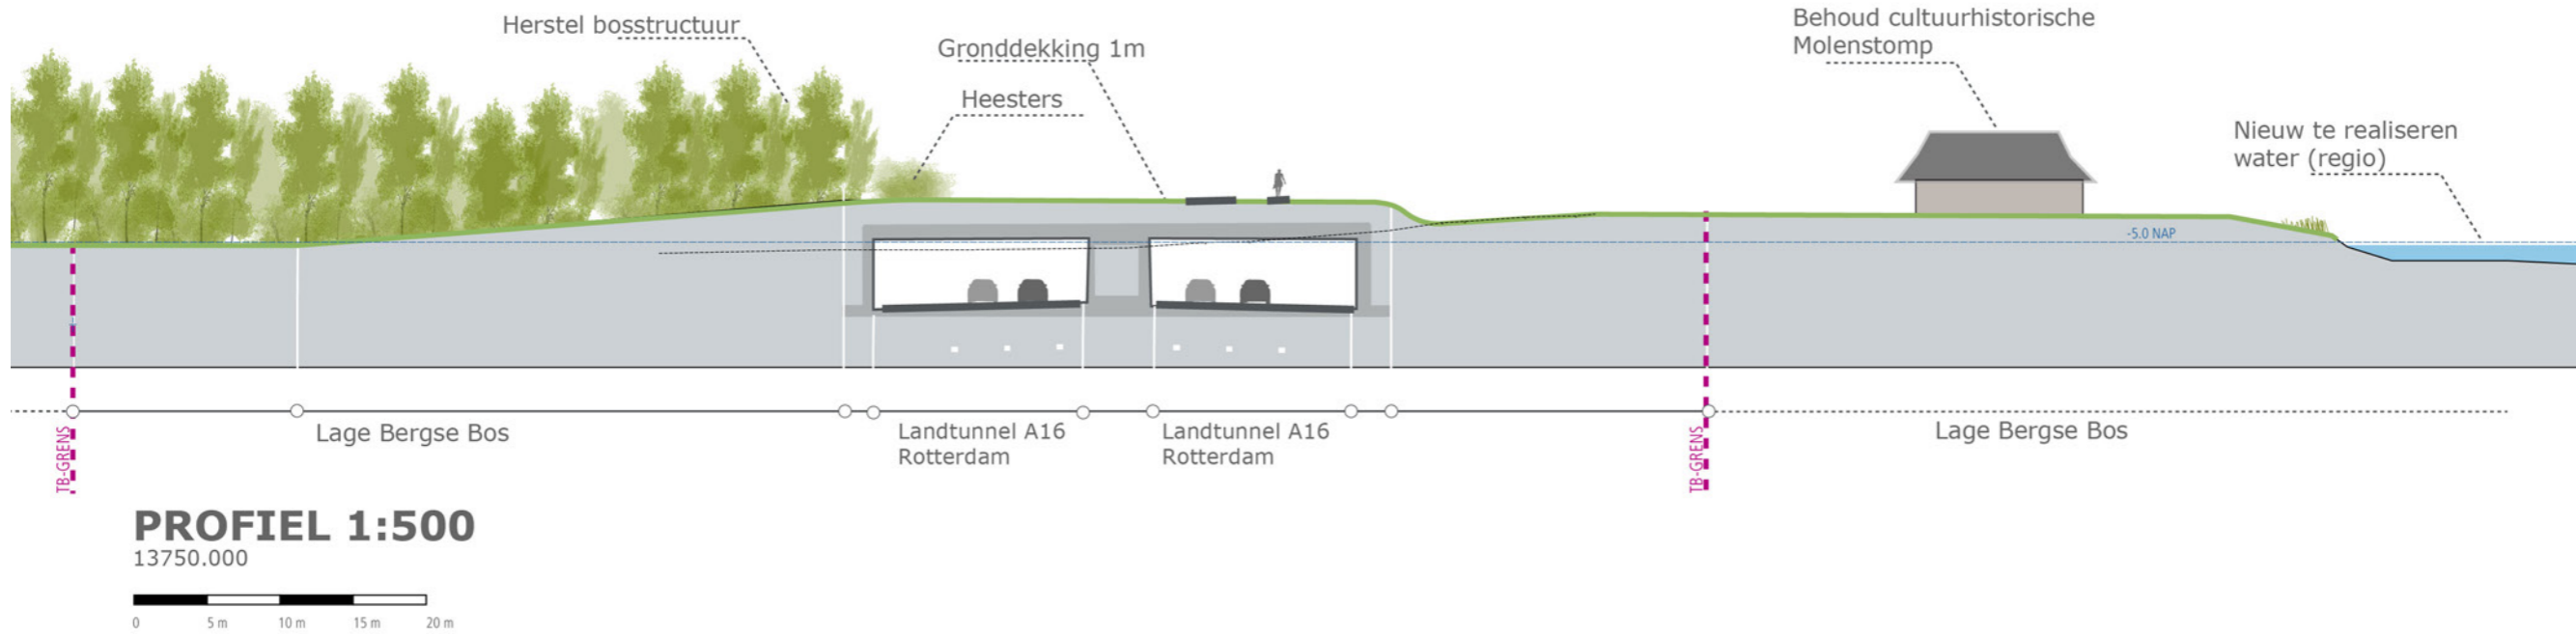 Herstel bosstructuur
Gronddekking 1m
Heesters
Behoud cultuurhistorische
Molenstomp
Nieuw te realiseren
water (regio)
-5.0 NAP
TB-GRENS
Lage Bergse Bos
Landtunnel A16
Rotterdam
Landtunnel A16
Rotterdam
TB-GRENS
Lage Bergse Bos
PROFIEL 1:500
13750.000
0 5 m 10 m 15 m 20 m